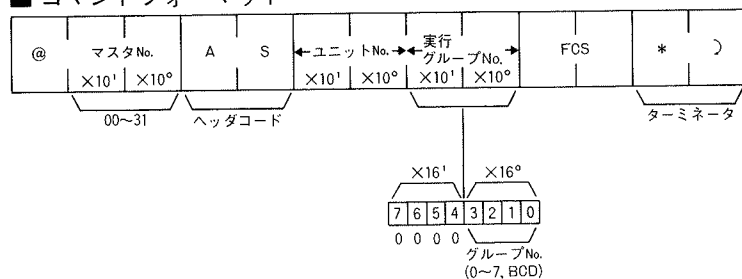 ■ コマンドフォーマット
@ マスタNo. A S ユニットNo. 実行グループNo. FCS * ⤸
×10¹ ×10⁰ ×10¹ ×10⁰ ×10¹ ×10⁰
00〜31 ヘッダコード ターミネータ
×16¹ ×16⁰
7 6 5 4 3 2 1 0
0 0 0 0 グループNo.
(0〜7, BCD)